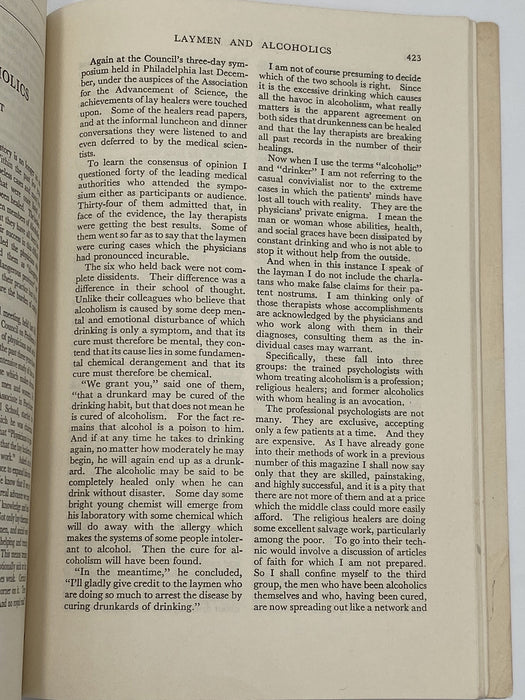 LAYMEN AND ALCOHOLICS
423
Again at the Council's three-day sym-
posium held in Philadelphia last Decem-
ber, under the auspices of the Association
for the Advancement of Science, the
achievements of lay healers were touched
upon. Some of the healers read papers,
and at the informal luncheon and dinner
conversations they were listened to and
even deferred to by the medical scien-
tists.
To learn the consensus of opinion I
questioned forty of the leading medical
authorities who attended the sympo-
sium either as participants or audience.
Thirty-four of them admitted that, in
face of the evidence, the lay therapists
were getting the best results. Some of
them went so far as to say that the laymen
were curing cases which the physicians
had pronounced incurable.
The six who held back were not com-
plete dissidents. Their difference was a
difference in their school of thought.
Unlike their colleagues who believe that
alcoholism is caused by some deep men-
tal and emotional disturbance of which
drinking is only a symptom, and that its
cure must therefore be mental, they con-
tend that its cause lies in some fundamen-
tal chemical derangement and that its
cure must therefore be chemical.
"We grant you," said one of them,
"that a drunkard may be cured of the
drinking habit, but that does not mean he
is cured of alcoholism. For the fact re-
mains that alcohol is a poison to him.
And if at any time he takes to drinking
again, no matter how moderately he may
begin, he will again end up as a drunk-
ard. The alcoholic may be said to be
completely healed only when he can
drink without disaster. Some day some
bright young chemist will emerge from
his laboratory with some chemical which
will do away with the allergy which
makes the systems of some people intoler-
ant to alcohol. Then the cure for al-
coholism will have been found.
"In the meantime," he concluded,
"I'll gladly give credit to the laymen who
are doing so much to arrest the disease by
curing drunkards of drinking."
I am not of course presuming to decide
which of the two schools is right. Since
it is the excessive drinking which causes
all the havoc in alcoholism, what really
matters is the apparent agreement on
both sides that drunkenness can be healed
and that the lay therapists are breaking
all past records in the number of their
healings.
Now when I use the terms "alcoholic"
and "drinker" I am not referring to the
casual convivialist nor to the extreme
cases in which the patients' minds have
lost all touch with reality. They are the
physicians' private enigma. I mean the
man or woman whose abilities, health,
and social graces have been dissipated by
constant drinking and who is not able to
stop it without help from the outside.
And when in this instance I speak of
the layman I do not include the charla-
tans who make false claims for their pa-
tent nostrums. I am thinking only of
those therapists whose accomplishments
are acknowledged by the physicians and
who work along with them in their
diagnoses, consulting them as the in-
dividual cases may warrant.
Specifically, these fall into three
groups: the trained psychologists with
whom treating alcoholism is a profession;
religious healers; and former alcoholics
with whom healing is an avocation.
The professional psychologists are not
many. They are exclusive, accepting
only a few patients at a time. And they
are expensive. As I have already gone
into their methods of work in a previous
number of this magazine I shall now say
only that they are skilled, painstaking,
and highly successful, and it is a pity that
there are not more of them and at a price
which the middle class could more easily
afford. The religious healers are doing
some excellent salvage work, particularly
among the poor. To go into their tech-
nic would involve a discussion of articles
of faith for which I am not prepared.
So I shall confine myself to the third
group, the men who have been alcoholics
themselves and who, having been cured,
are now spreading out like a network and